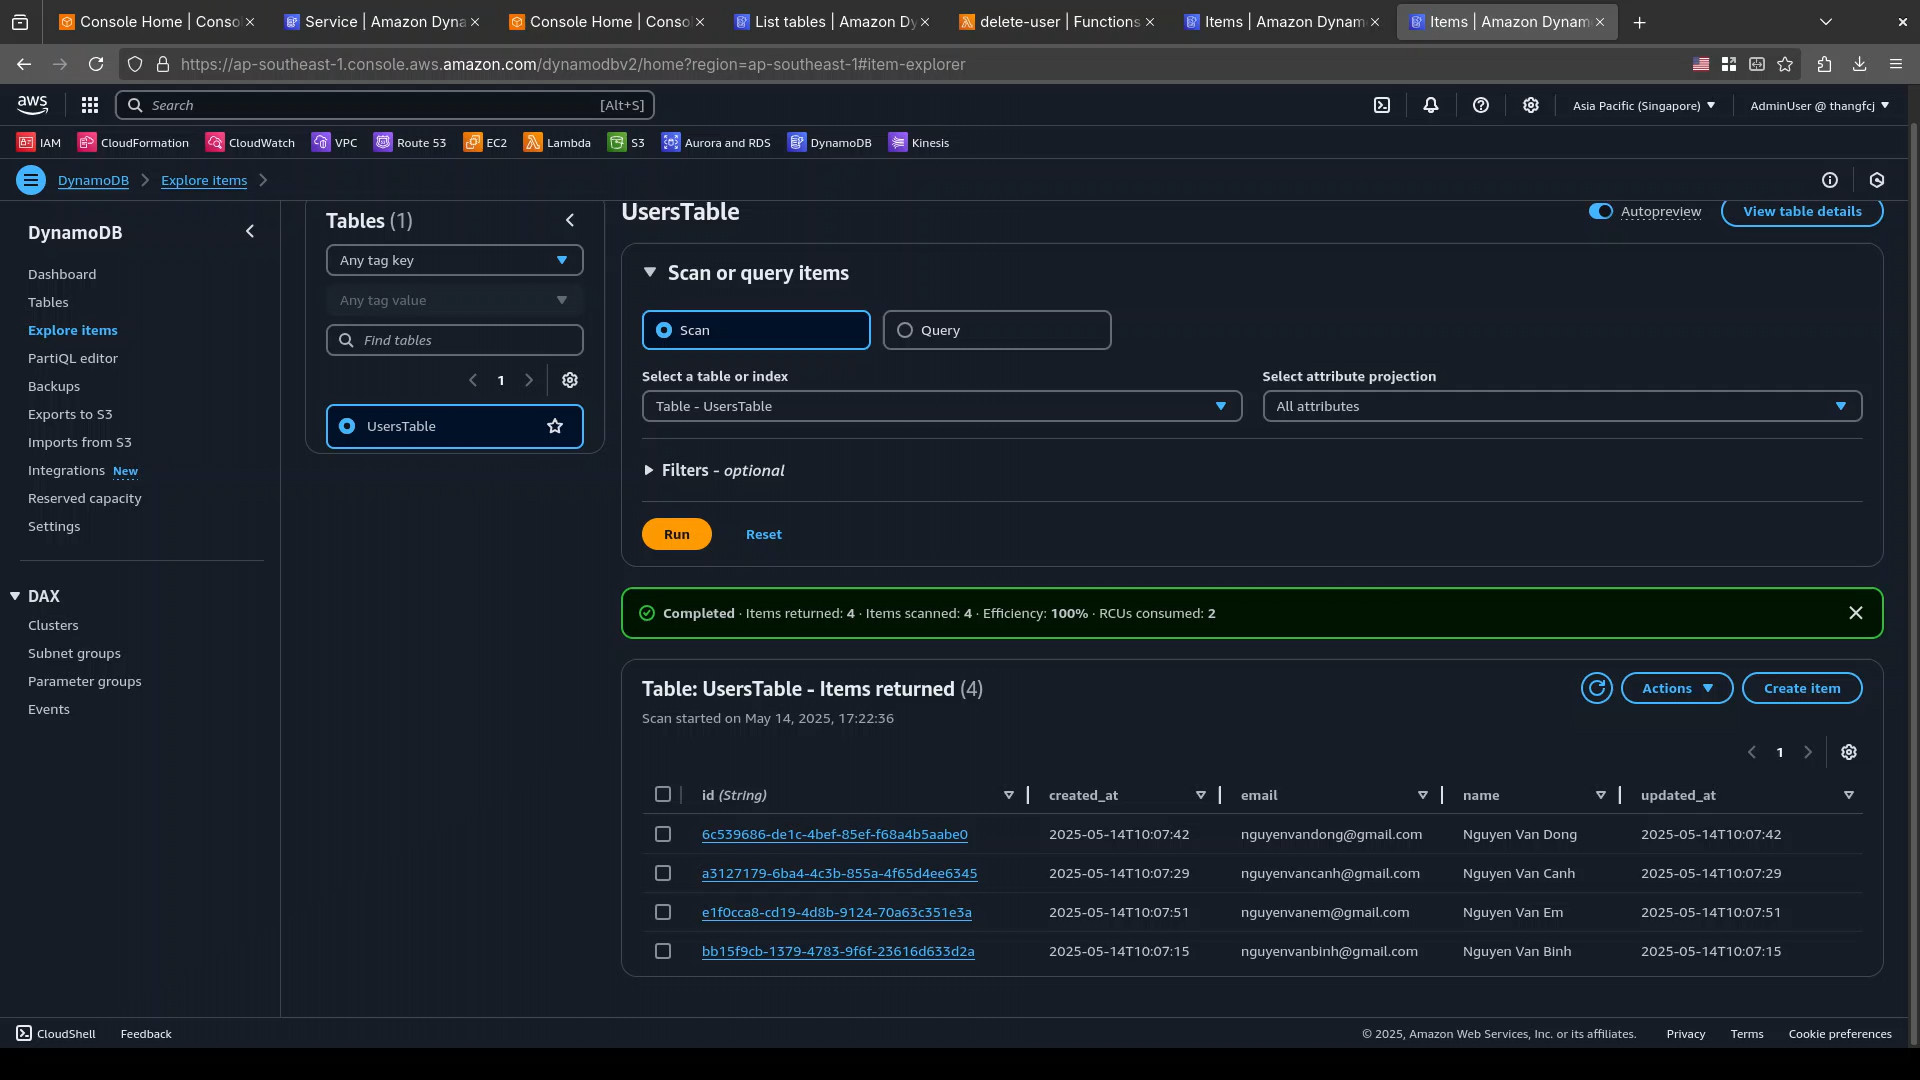 Console Home | Conso
Service | Amazon Dyna
Console Home | Conso
List tables | Amazon Dy
delete-user | Functions
Items | Amazon Dynam
Items | Amazon Dynam
https://ap-southeast-1.console.aws.amazon.com/dynamodbv2/home?region=ap-southeast-1#item-explorer
aws
Search
[Alt+S]
Asia Pacific (Singapore)
AdminUser @ thangfcj
IAM
CloudFormation
CloudWatch
VPC
Route 53
EC2
Lambda
S3
Aurora and RDS
DynamoDB
Kinesis
DynamoDB
Explore items
DynamoDB
Dashboard
Tables
Explore items
PartiQL editor
Backups
Exports to S3
Imports from S3
Integrations New
Reserved capacity
Settings
DAX
Clusters
Subnet groups
Parameter groups
Events
Tables (1)
Any tag key
Any tag value
Find tables
1
UsersTable
UsersTable
Autopreview
View table details
Scan or query items
Scan
Query
Select a table or index
Table - UsersTable
Select attribute projection
All attributes
Filters - optional
Run
Reset
Completed · Items returned: 4 · Items scanned: 4 · Efficiency: 100% · RCUs consumed: 2
Table: UsersTable - Items returned (4)
Scan started on May 14, 2025, 17:22:36
Actions
Create item
1
id (String) created_at email name updated_at
6c539686-de1c-4bef-85ef-f68a4b5aabe0 2025-05-14T10:07:42 nguyenvandong@gmail.com Nguyen Van Dong 2025-05-14T10:07:42
a3127179-6ba4-4c3b-855a-4f65d4ee6345 2025-05-14T10:07:29 nguyenvancanh@gmail.com Nguyen Van Canh 2025-05-14T10:07:29
e1f0cca8-cd19-4d8b-9124-70a63c351e3a 2025-05-14T10:07:51 nguyenvanem@gmail.com Nguyen Van Em 2025-05-14T10:07:51
bb15f9cb-1379-4783-9f6f-23616d633d2a 2025-05-14T10:07:15 nguyenvanbinh@gmail.com Nguyen Van Binh 2025-05-14T10:07:15
CloudShell
Feedback
© 2025, Amazon Web Services, Inc. or its affiliates.
Privacy
Terms
Cookie preferences